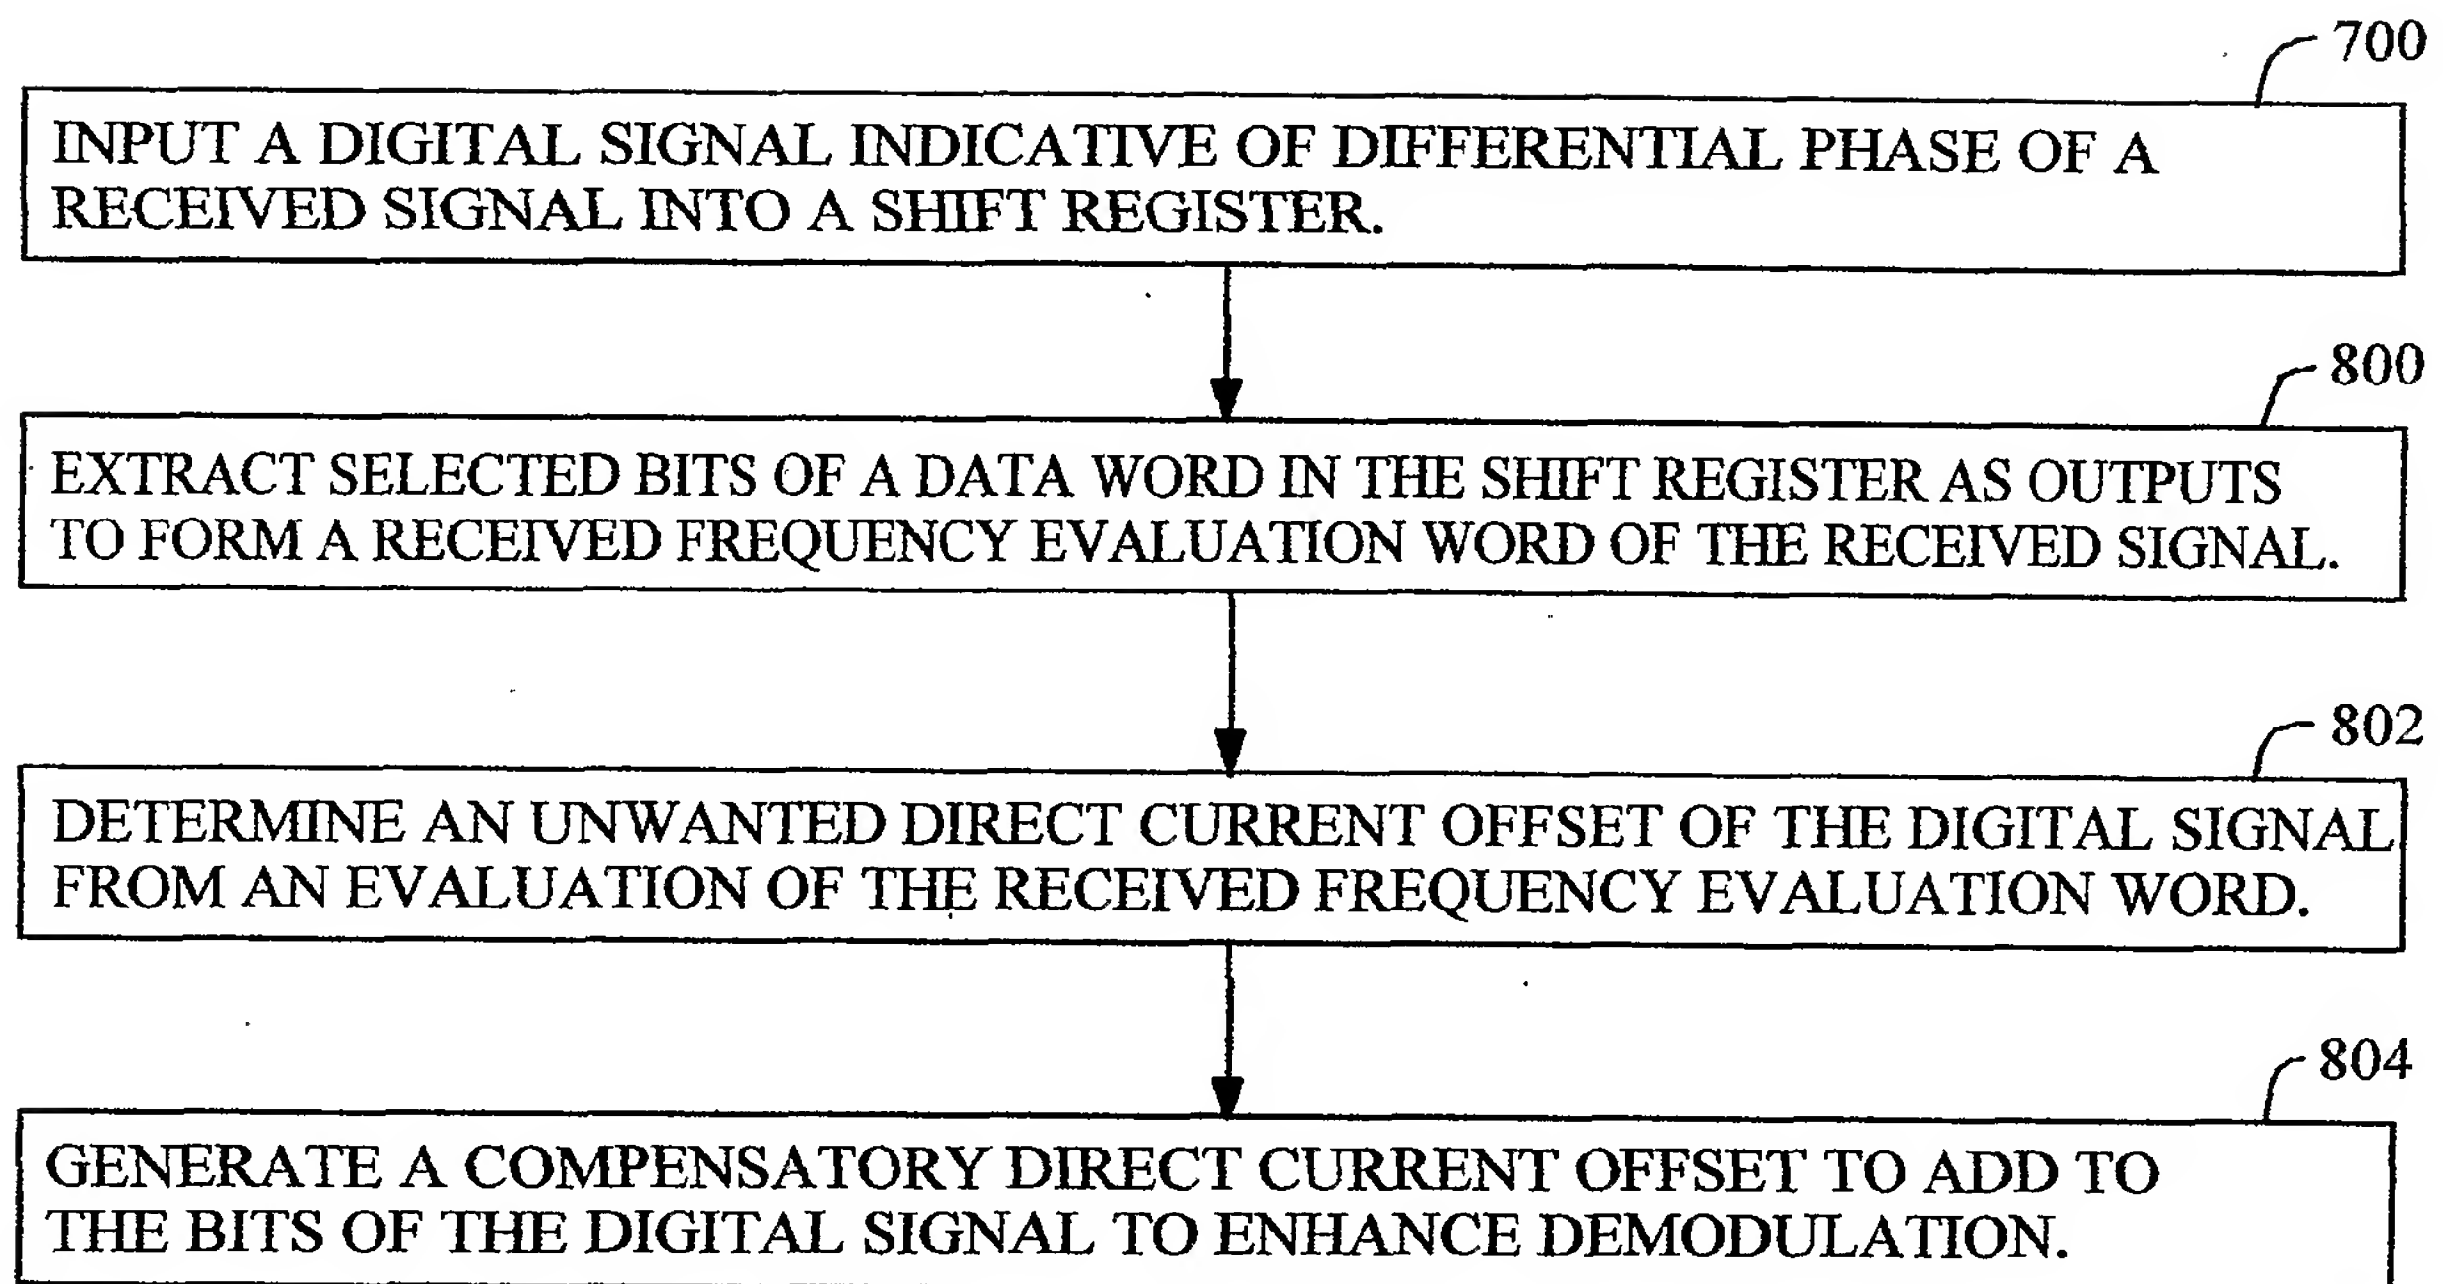 700
INPUT A DIGITAL SIGNAL INDICATIVE OF DIFFERENTIAL PHASE OF A
RECEIVED SIGNAL INTO A SHIFT REGISTER.
800
EXTRACT SELECTED BITS OF A DATA WORD IN THE SHIFT REGISTER AS OUTPUTS
TO FORM A RECEIVED FREQUENCY EVALUATION WORD OF THE RECEIVED SIGNAL.
802
DETERMINE AN UNWANTED DIRECT CURRENT OFFSET OF THE DIGITAL SIGNAL
FROM AN EVALUATION OF THE RECEIVED FREQUENCY EVALUATION WORD.
804
GENERATE A COMPENSATORY DIRECT CURRENT OFFSET TO ADD TO
THE BITS OF THE DIGITAL SIGNAL TO ENHANCE DEMODULATION.